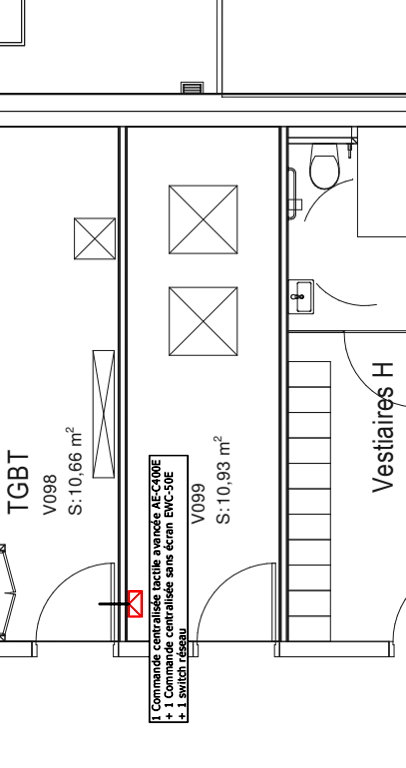 TGBT
V098
S:10,66 m²
1 Commande centralisée tactile avancée AE-C400E
+ 1 Commande centralisée sans écran EWC-50E
+ 1 switch réseau
V099
S:10,93 m²
Vestiaires H